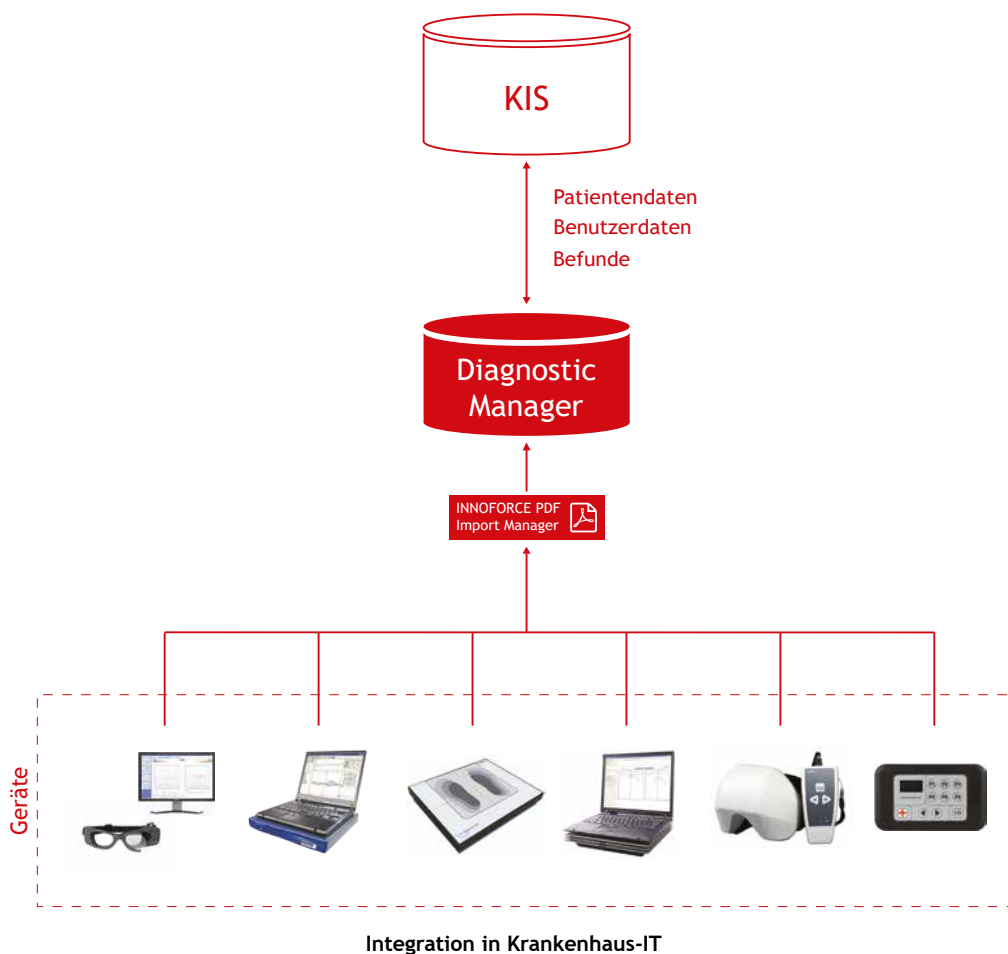 KIS
Patientendaten
Benutzerdaten
Befunde
Diagnostic
Manager
INNOFORCE PDF
Import Manager
Geräte
Integration in Krankenhaus-IT